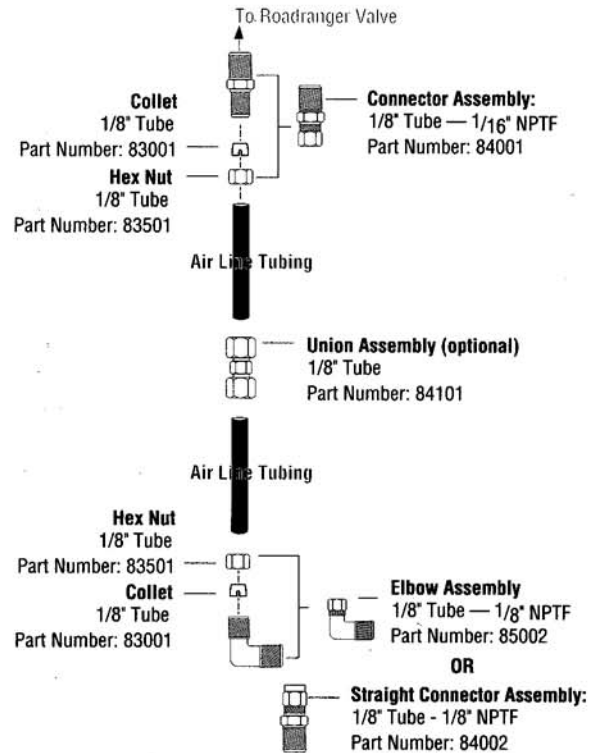 To Roadranger Valve
Collet
1/8" Tube
Part Number: 83001
Hex Nut
1/8" Tube
Part Number: 83501
Connector Assembly:
1/8" Tube — 1/16" NPTF
Part Number: 84001
Air Line Tubing
Union Assembly (optional)
1/8" Tube
Part Number: 84101
Air Line Tubing
Hex Nut
1/8" Tube
Part Number: 83501
Collet
1/8" Tube
Part Number: 83001
Elbow Assembly
1/8" Tube — 1/8" NPTF
Part Number: 85002
OR
Straight Connector Assembly:
1/8" Tube - 1/8" NPTF
Part Number: 84002